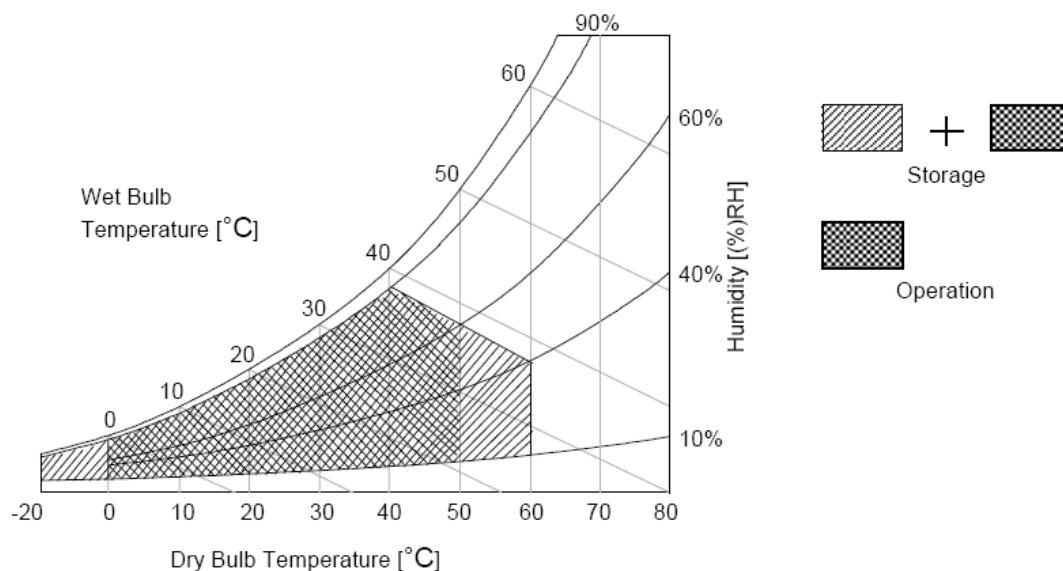 90%
60
60%
50
Wet Bulb
Temperature [°C]
40
40%
30
20
10
0
10%
Humidity [(%)RH]
-20 0 10 20 30 40 50 60 70 80
Dry Bulb Temperature [°C]
+
Storage
Operation